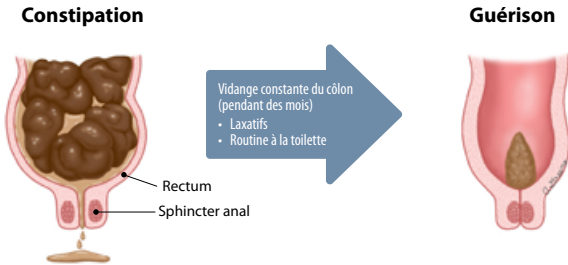 Constipation
Guérison
Vidange constante du côlon
(pendant des mois)
• Laxatifs
• Routine à la toilette
Rectum
Sphincter anal